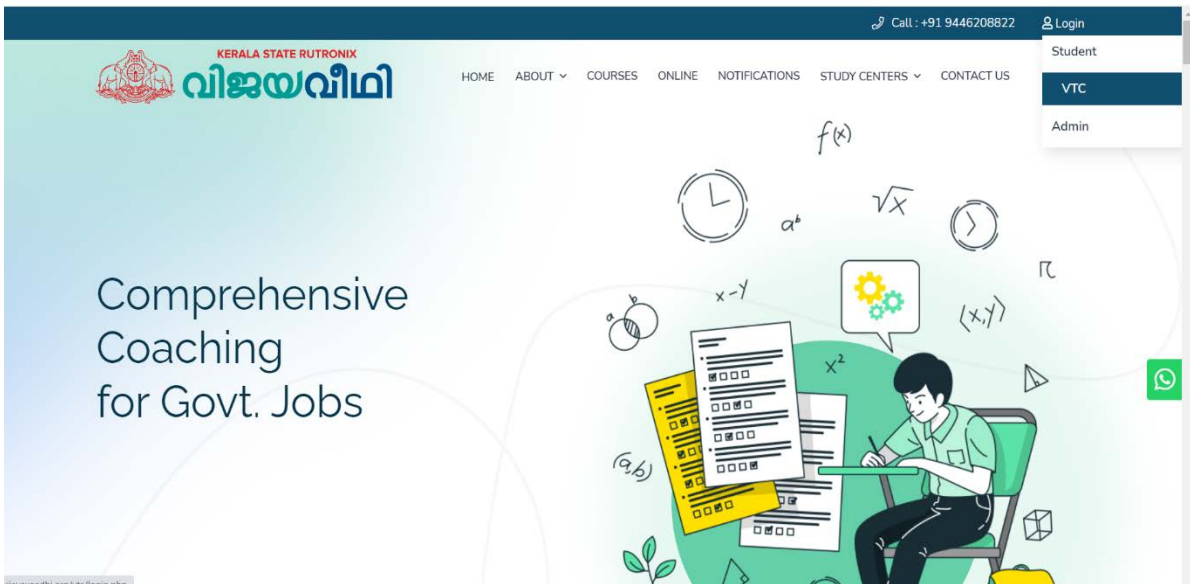 Call : +91 9446208822
Login
KERALA STATE RUTRONIX
വിജയവീഥി
HOME ABOUT COURSES ONLINE NOTIFICATIONS STUDY CENTERS CONTACT US
Student
VTC
Admin
f(x)
√x
a^b
x-y
a b
(x,y)
π
x²
(a,b)
Comprehensive
Coaching
for Govt. Jobs